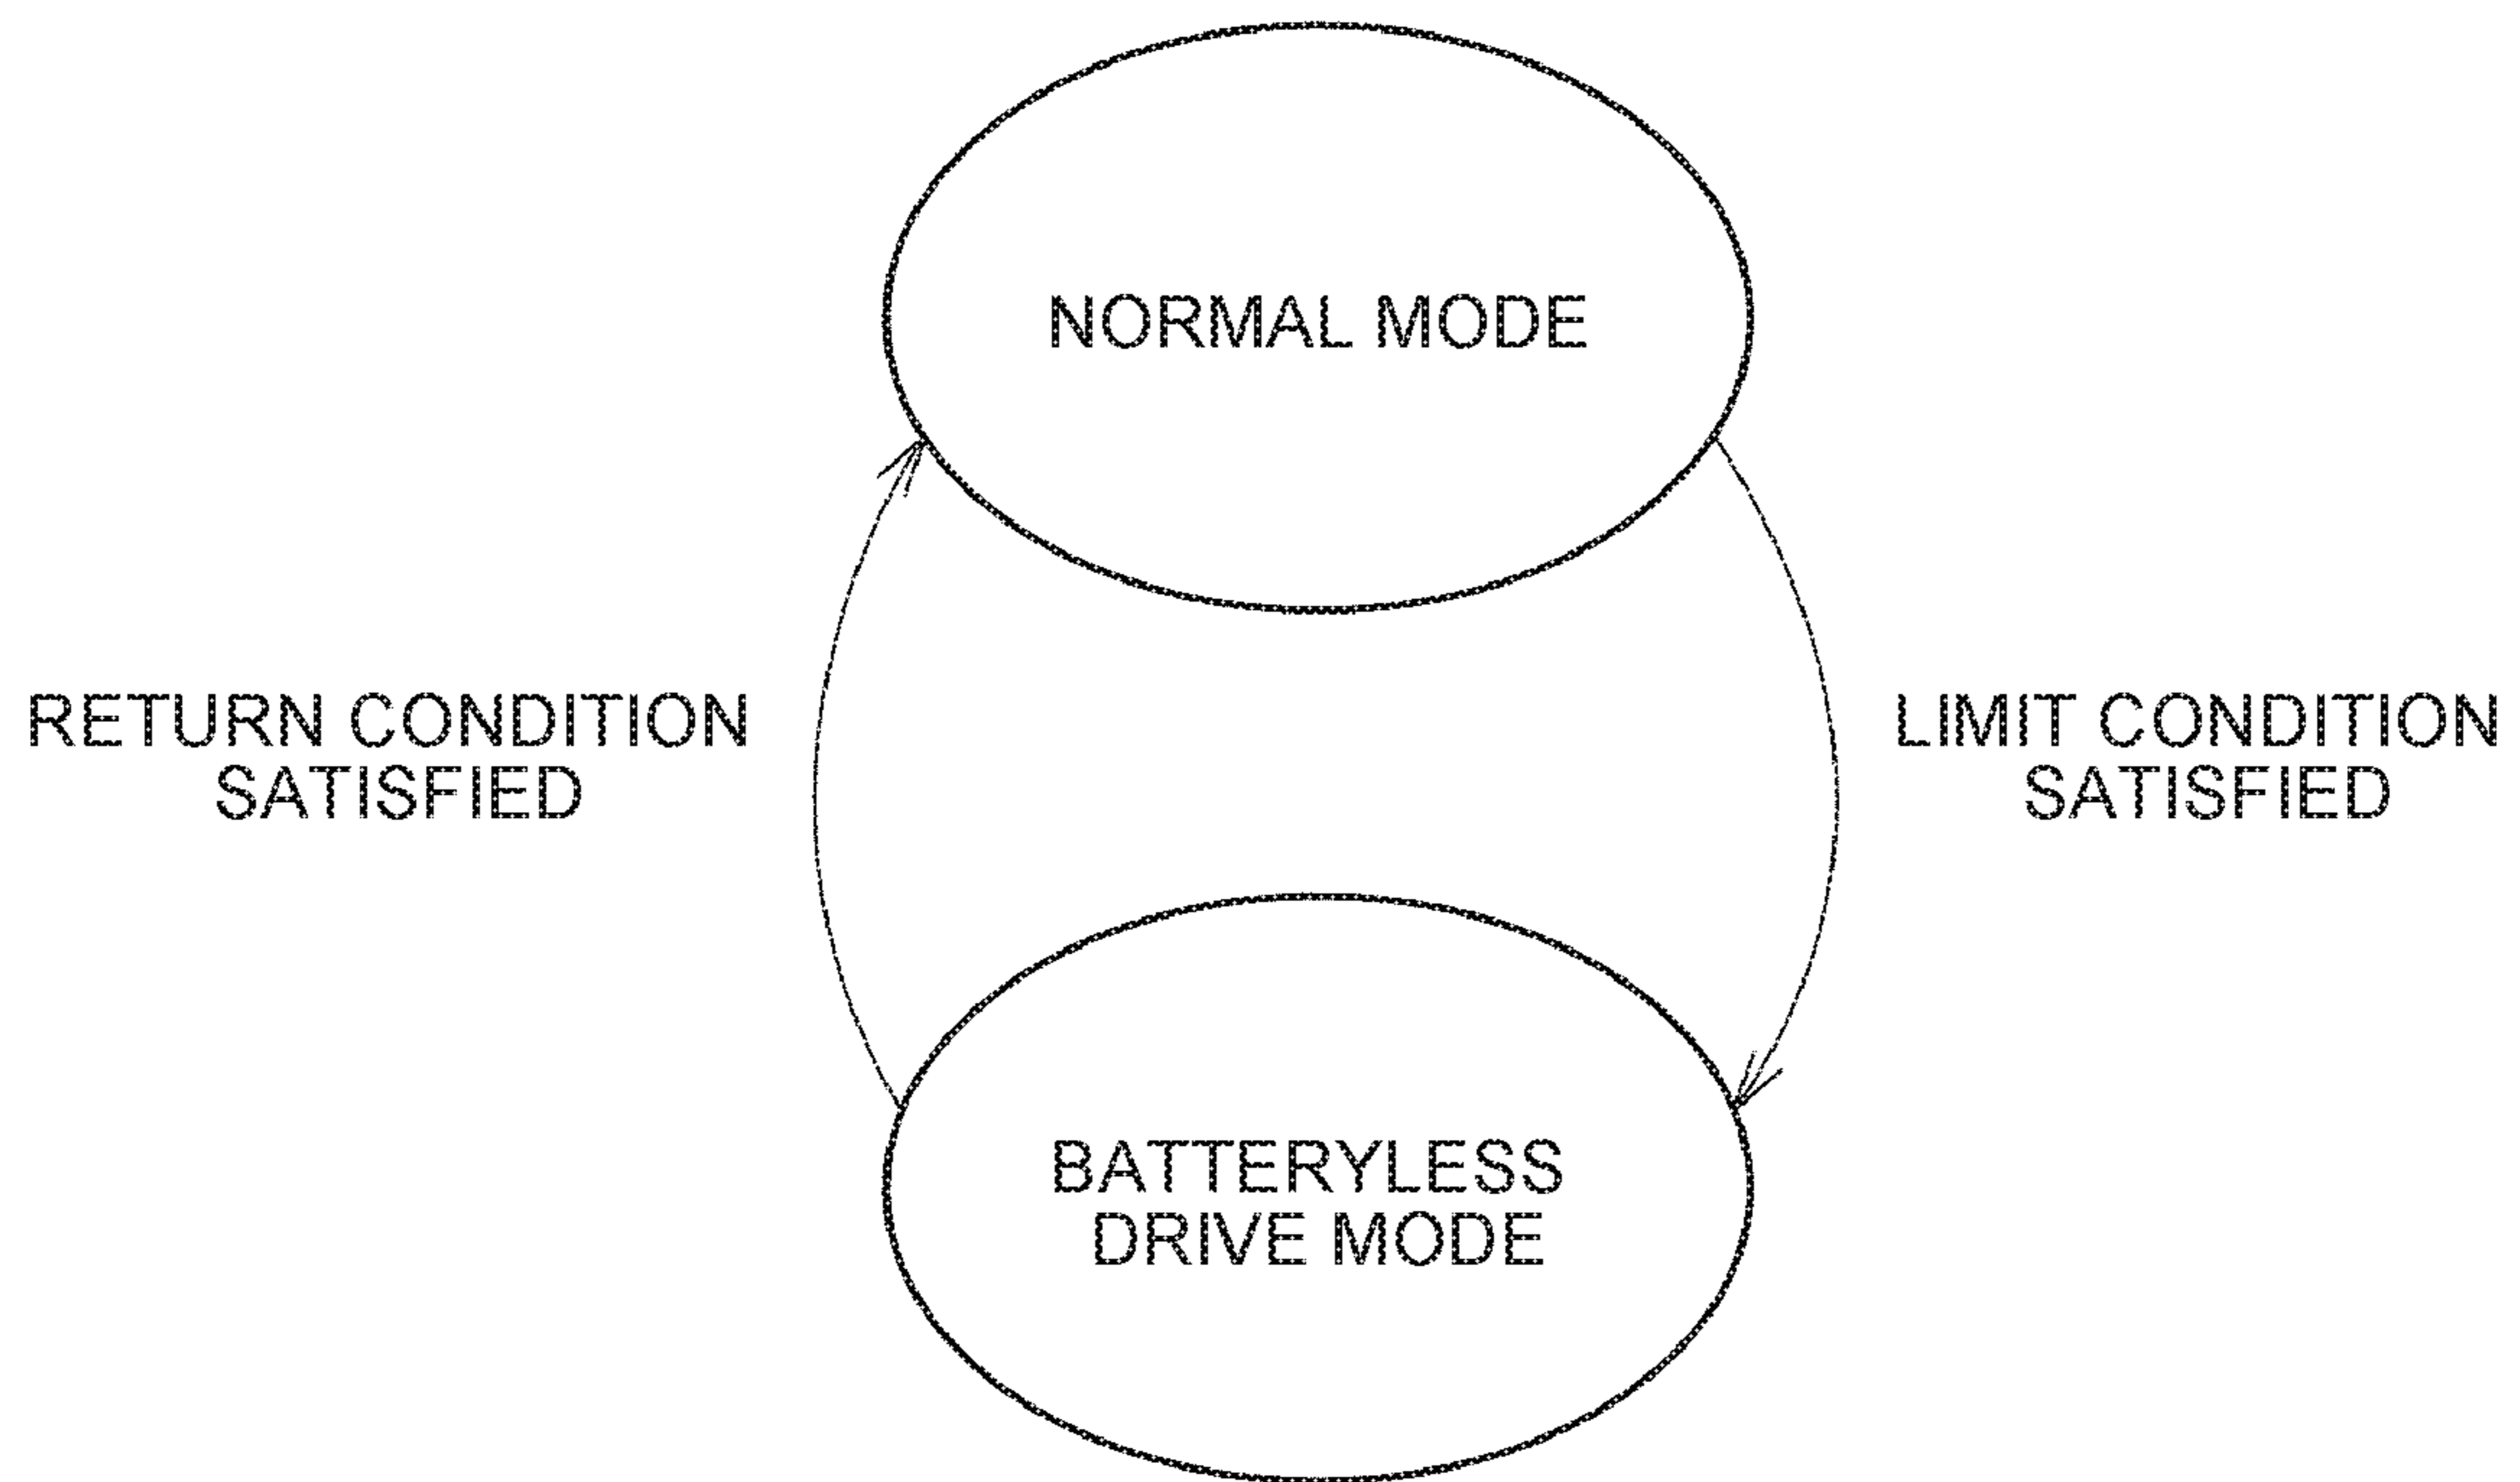 NORMAL MODE
RETURN CONDITION
SATISFIED
LIMIT CONDITION
SATISFIED
BATTERYLESS
DRIVE MODE